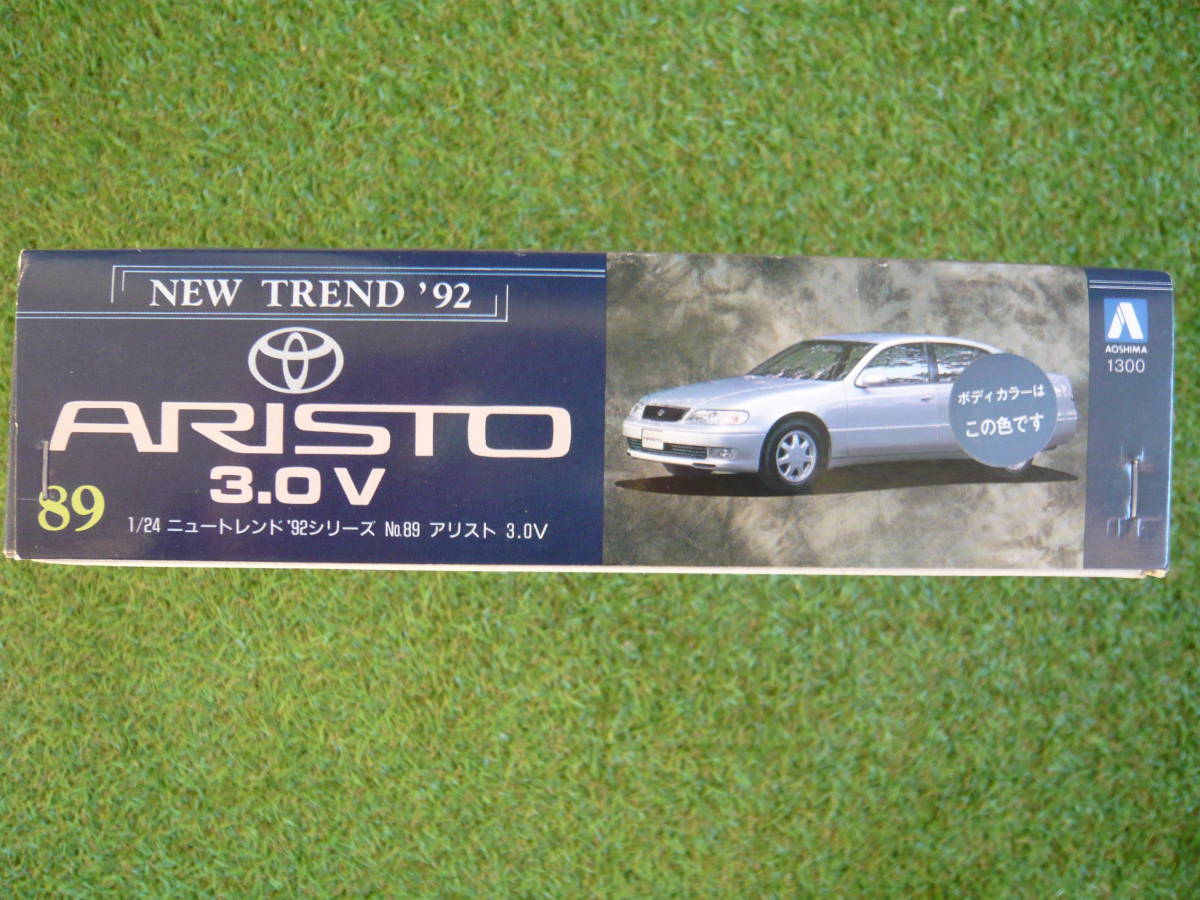 NEW TREND '92
ARISTO
3.0V
89
1/24 ニュートレンド'92シリーズ No.89 アリスト 3.0V
ボディカラーは
この色です
AOSHIMA
1300